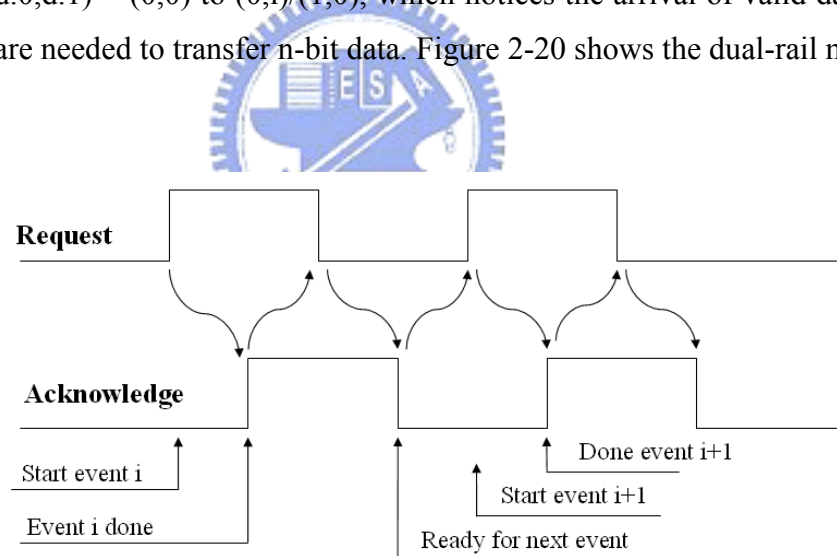 d.0,d.1) = (0,0) to (0,1)/(1,0), which notices the arrival of valid da
are needed to transfer n-bit data. Figure 2-20 shows the dual-rail
ESA
Request
Acknowledge
Done event i+1
Start event i
Start event i+1
Event i done
Ready for next event